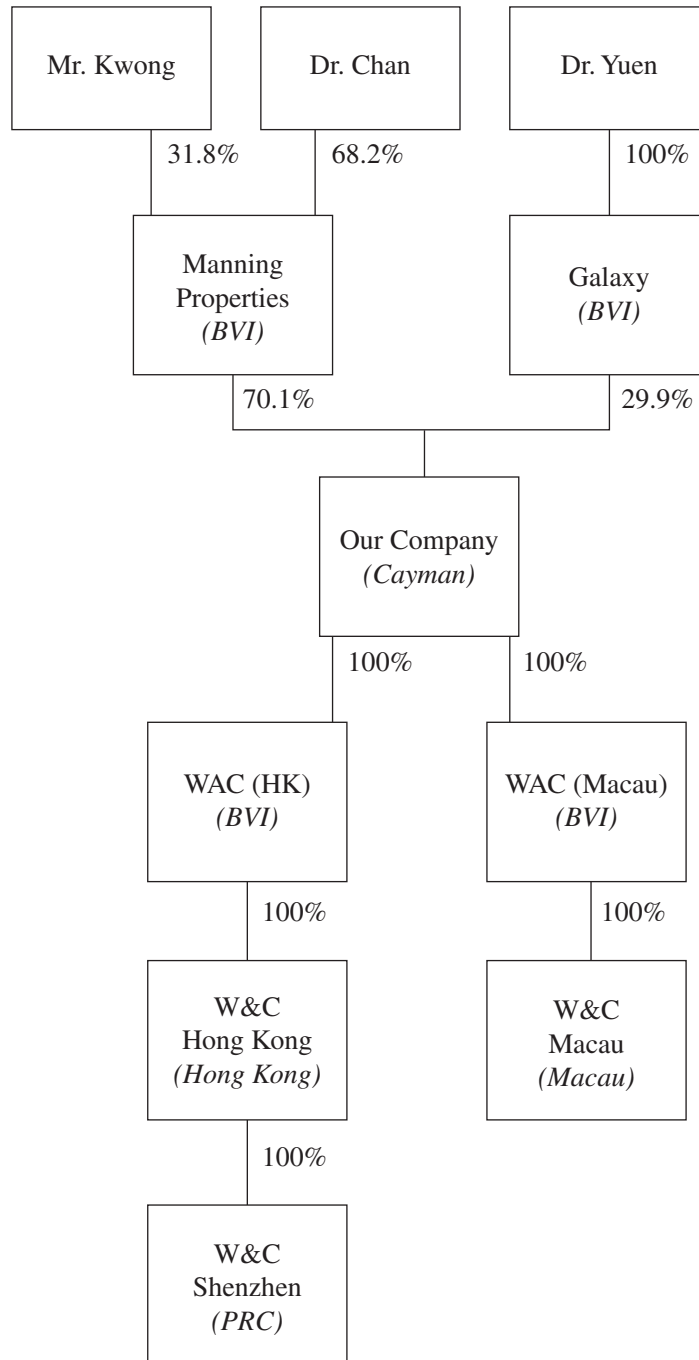 Mr. Kwong
Dr. Chan
Dr. Yuen
31.8%
68.2%
100%
Manning
Properties
(BVI)
Galaxy
(BVI)
70.1%
29.9%
Our Company
(Cayman)
100%
100%
WAC (HK)
(BVI)
WAC (Macau)
(BVI)
100%
100%
W&C
Hong Kong
(Hong Kong)
W&C
Macau
(Macau)
100%
W&C
Shenzhen
(PRC)